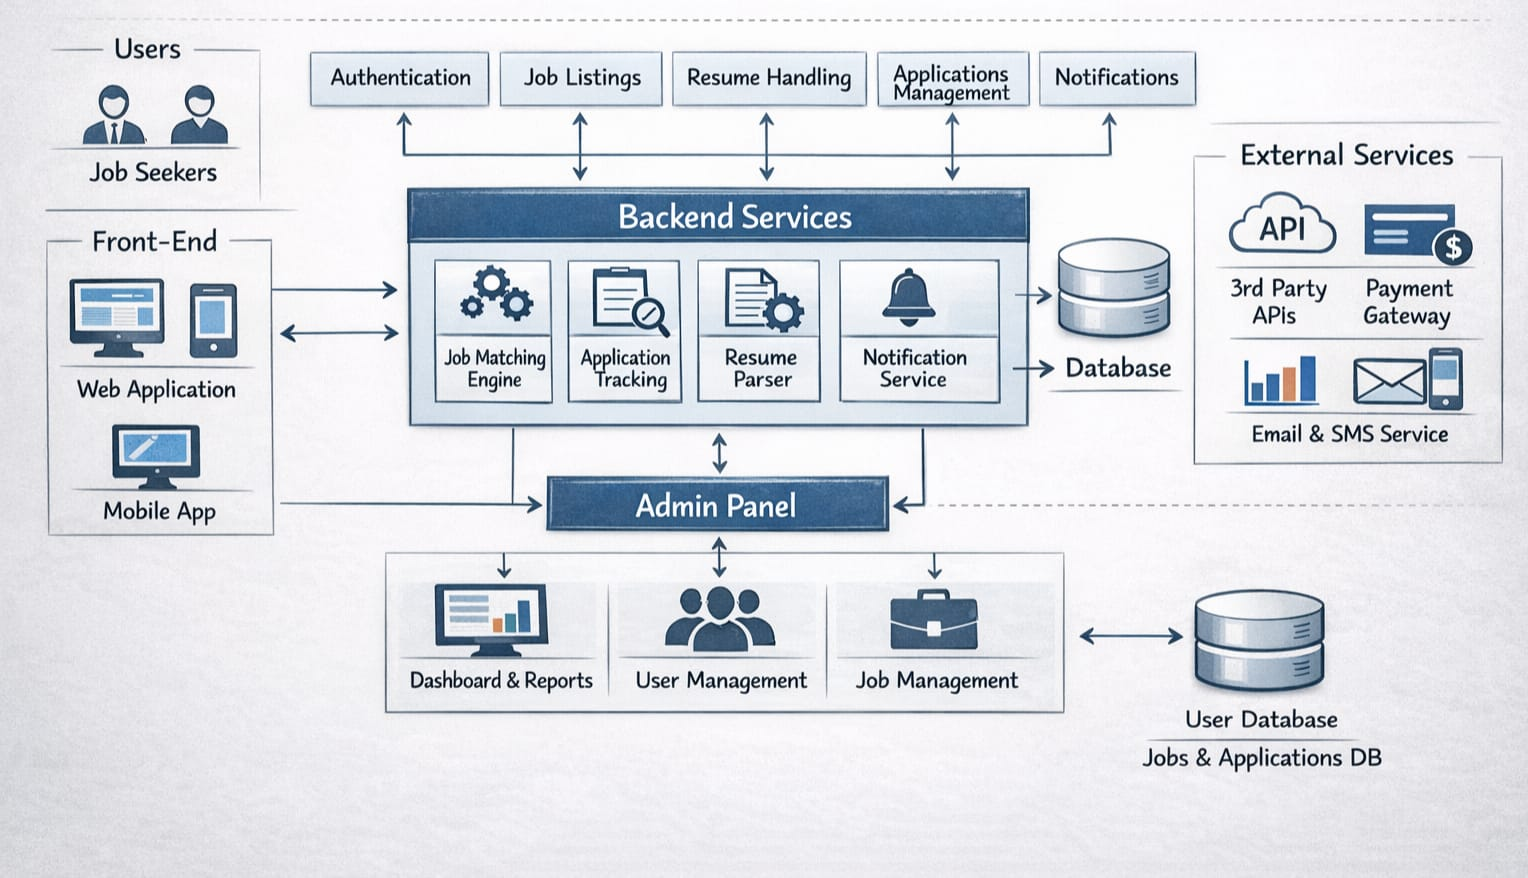 Users
Job Seekers
Authentication
Job Listings
Resume Handling
Applications
Management
Notifications
Front-End
Web Application
Mobile App
Backend Services
Job Matching
Engine
Application
Tracking
Resume
Parser
Notification
Service
Database
External Services
API
$
3rd Party
APIs
Payment
Gateway
Email & SMS Service
Admin Panel
Dashboard & Reports
User Management
Job Management
User Database
Jobs & Applications DB